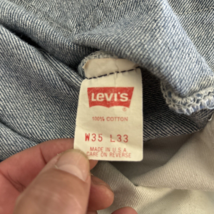 LEVI'S
100% COTTON
W35 L33
MADE IN U.S.A.
CARE ON REVERSE